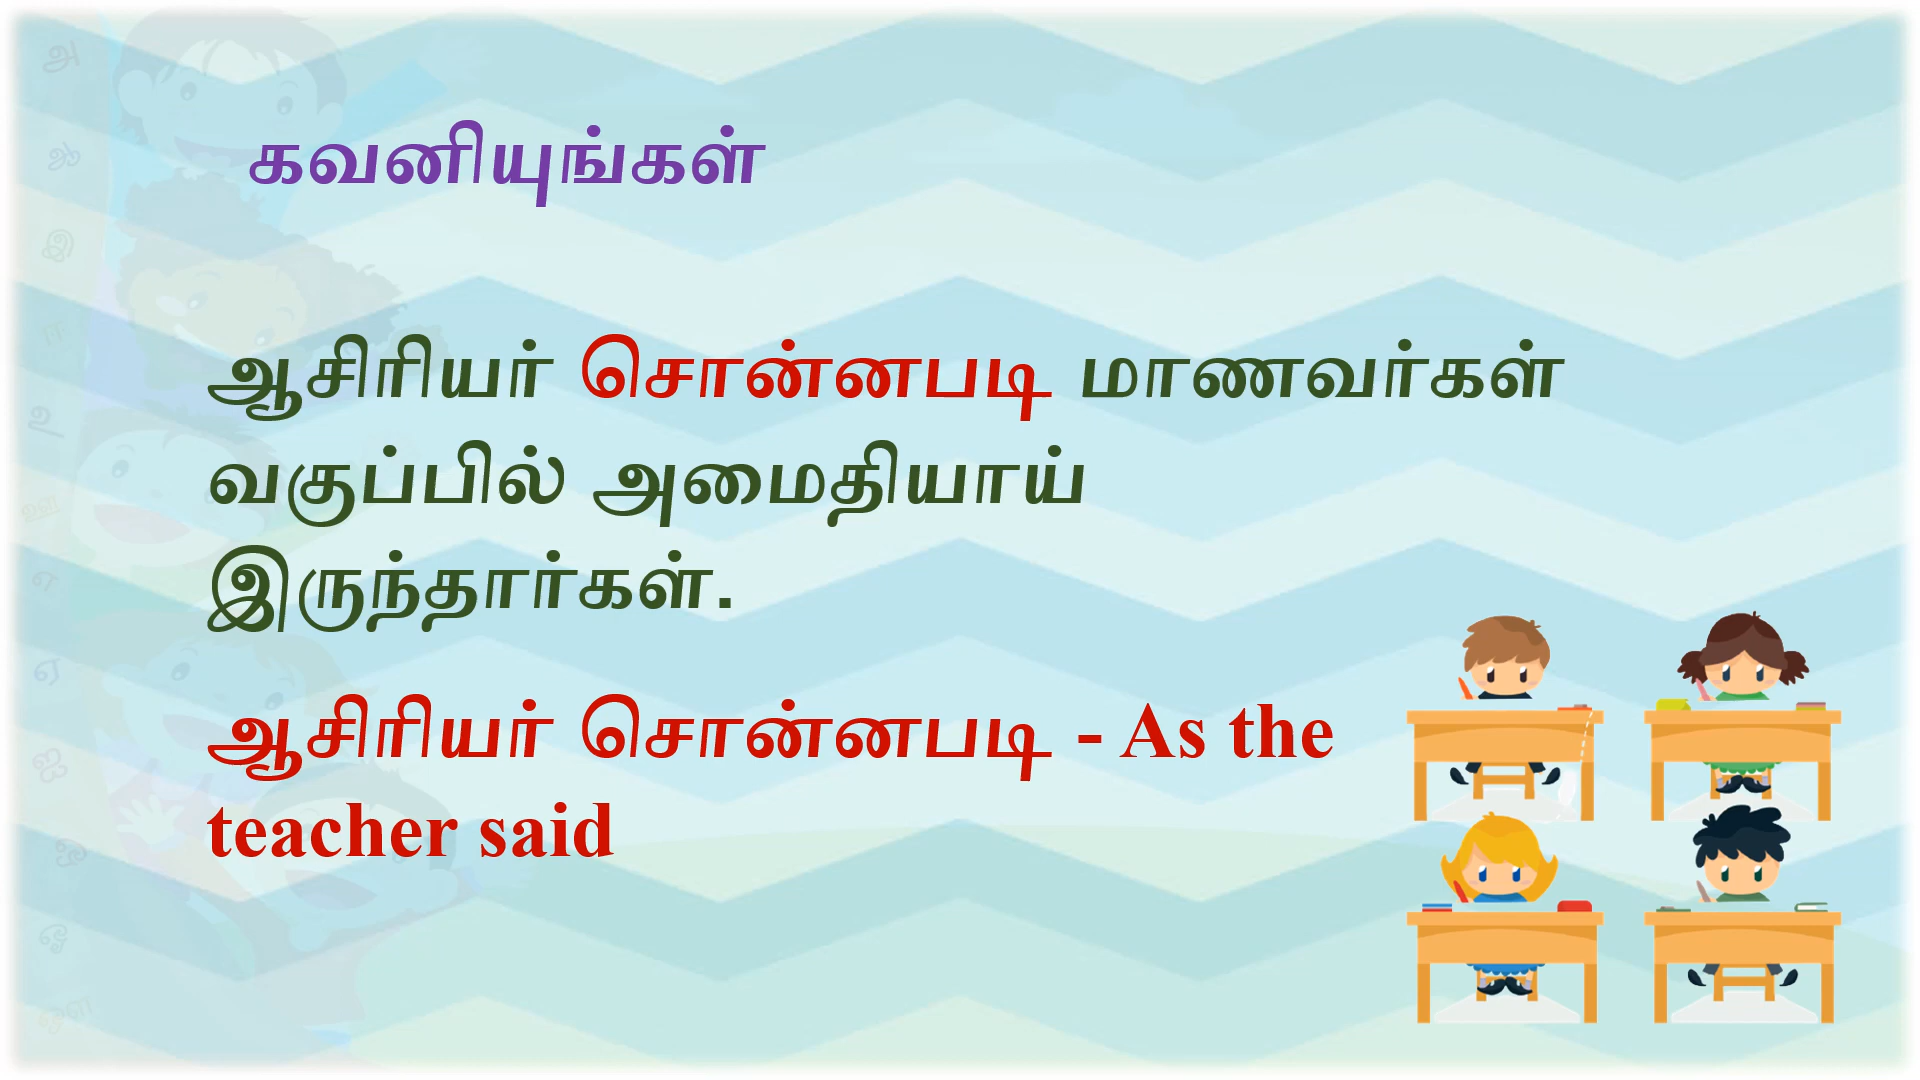 கவனியுங்கள்
ஆசிரியர் சொன்னபடி மாணவர்கள்
வகுப்பில் அமைதியாய்
இருந்தார்கள்.
ஆசிரியர் சொன்னபடி - As the
teacher said
அ
ஆ
இ
ஈ
உ
ஊ
எ
ஏ
ஐ
ஒ
ஓ
ஔ